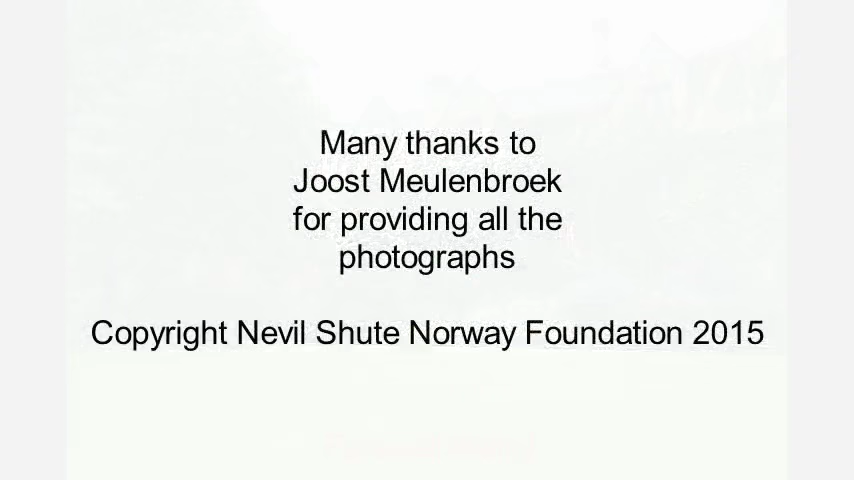 Many thanks to
Joost Meulenbroek
for providing all the
photographs
Copyright Nevil Shute Norway Foundation 2015